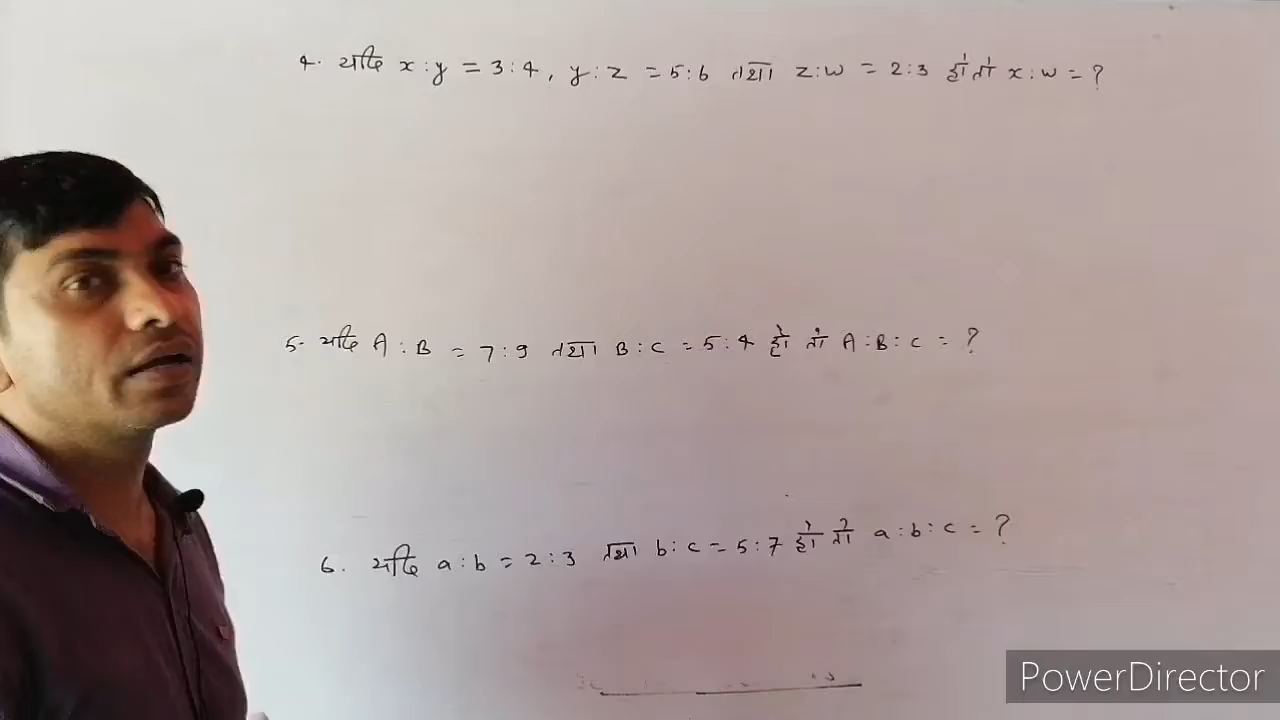 4. यदि x:y = 3:4, y:z = 5:6 तथा z:w = 2:3 हो तो x:w = ?
5. यदि A:B = 7:9 तथा B:C = 5:4 हो तो A:B:C = ?
6. यदि a:b = 2:3 तथा b:c = 5:7 हो तो a:b:c = ?
PowerDirector